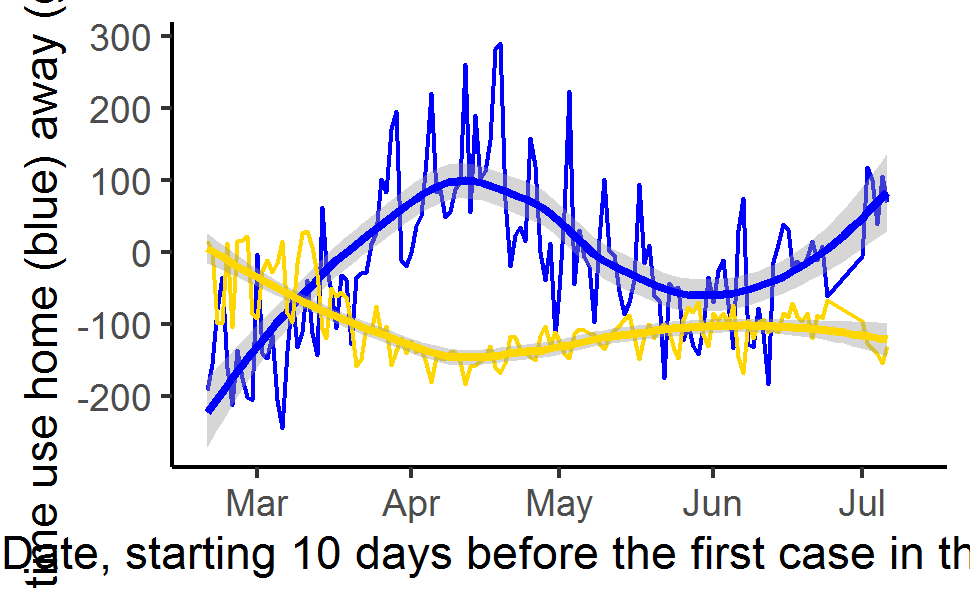 time use home (blue) away (
300
200
100
0
-100
-200
Mar Apr May Jun Jul
Date, starting 10 days before the first case in th